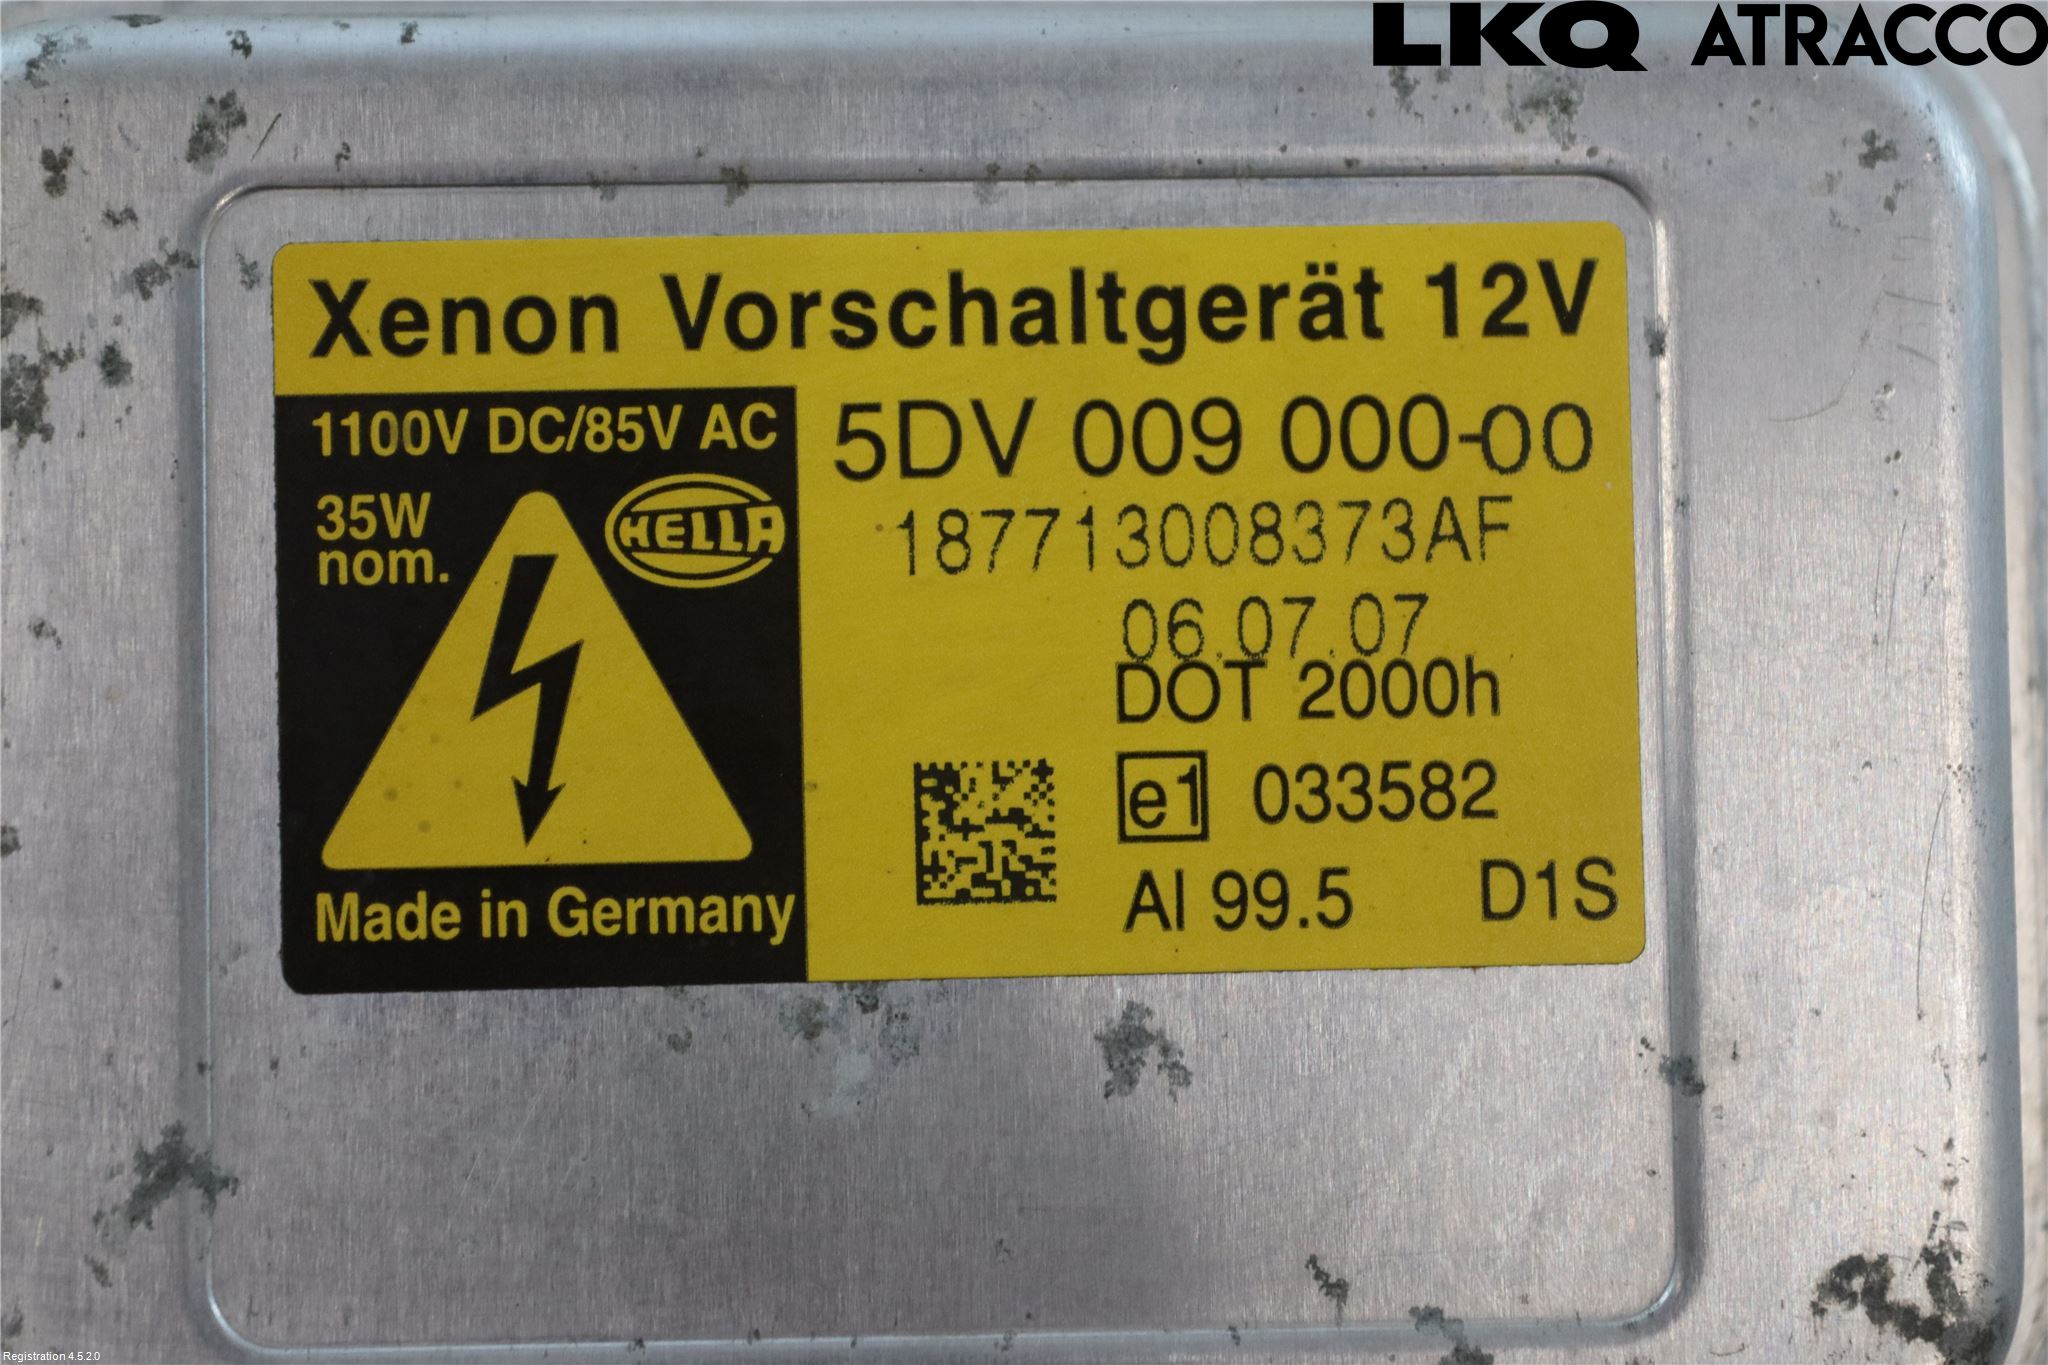 LKQ ATRACCO
Xenon Vorschaltgerät 12V
1100V DC/85V AC
35W
nom.
HELLA
Made in Germany
5DV 009 000-00
187713008373AF
06.07.07
DOT 2000h
e1 033582
Al 99.5 D1S
Registration 4.5.2.0